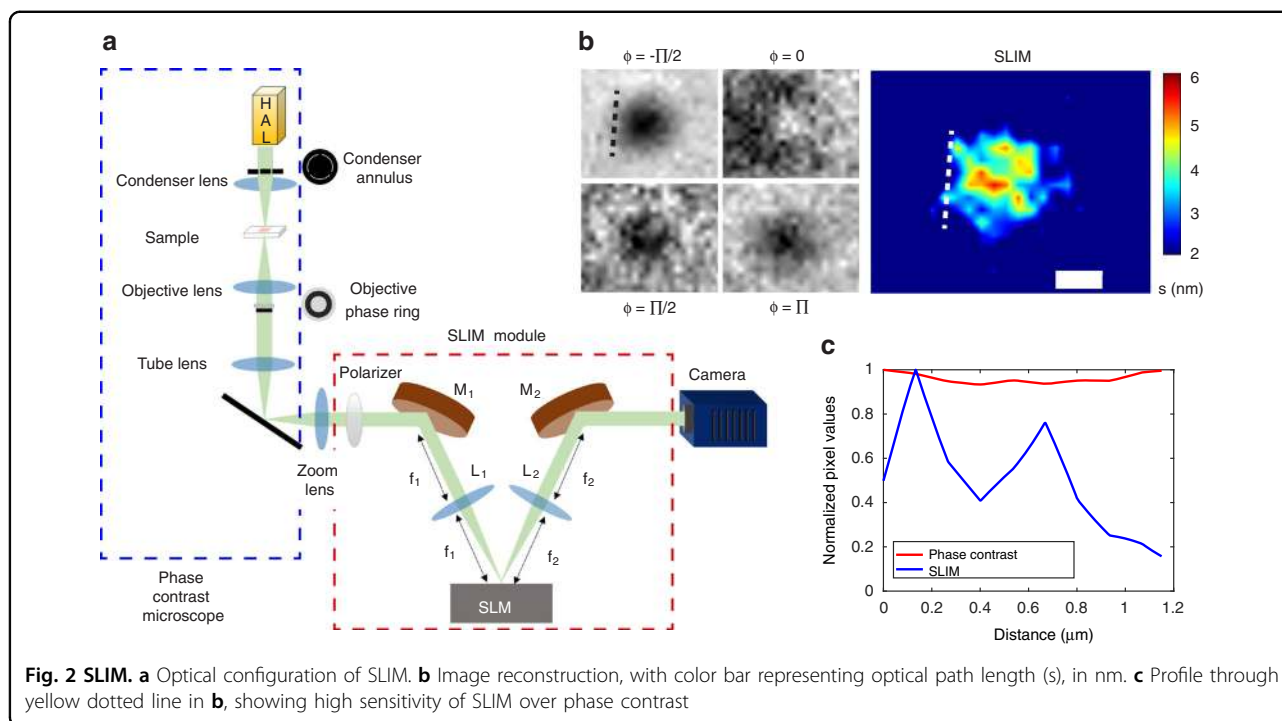 a
HAL
Condenser lens
Condenser
annulus
Sample
Objective lens
Objective
phase ring
Tube lens
SLIM module
Polarizer
M1
M2
Camera
Zoom
lens
f1
L1
L2
f2
f1
f2
SLM
Phase
contrast
microscope
b
ϕ = -Π/2
ϕ = 0
SLIM
ϕ = Π/2
ϕ = Π
6
5
4
3
2
s (nm)
c
Normalized pixel values
1
0.8
0.6
0.4
0.2
0
Phase contrast
SLIM
0 0.2 0.4 0.6 0.8 1 1.2
Distance (μm)
Fig. 2 SLIM. a Optical configuration of SLIM. b Image reconstruction, with color bar representing optical path length (s), in nm. c Profile through
yellow dotted line in b, showing high sensitivity of SLIM over phase contrast